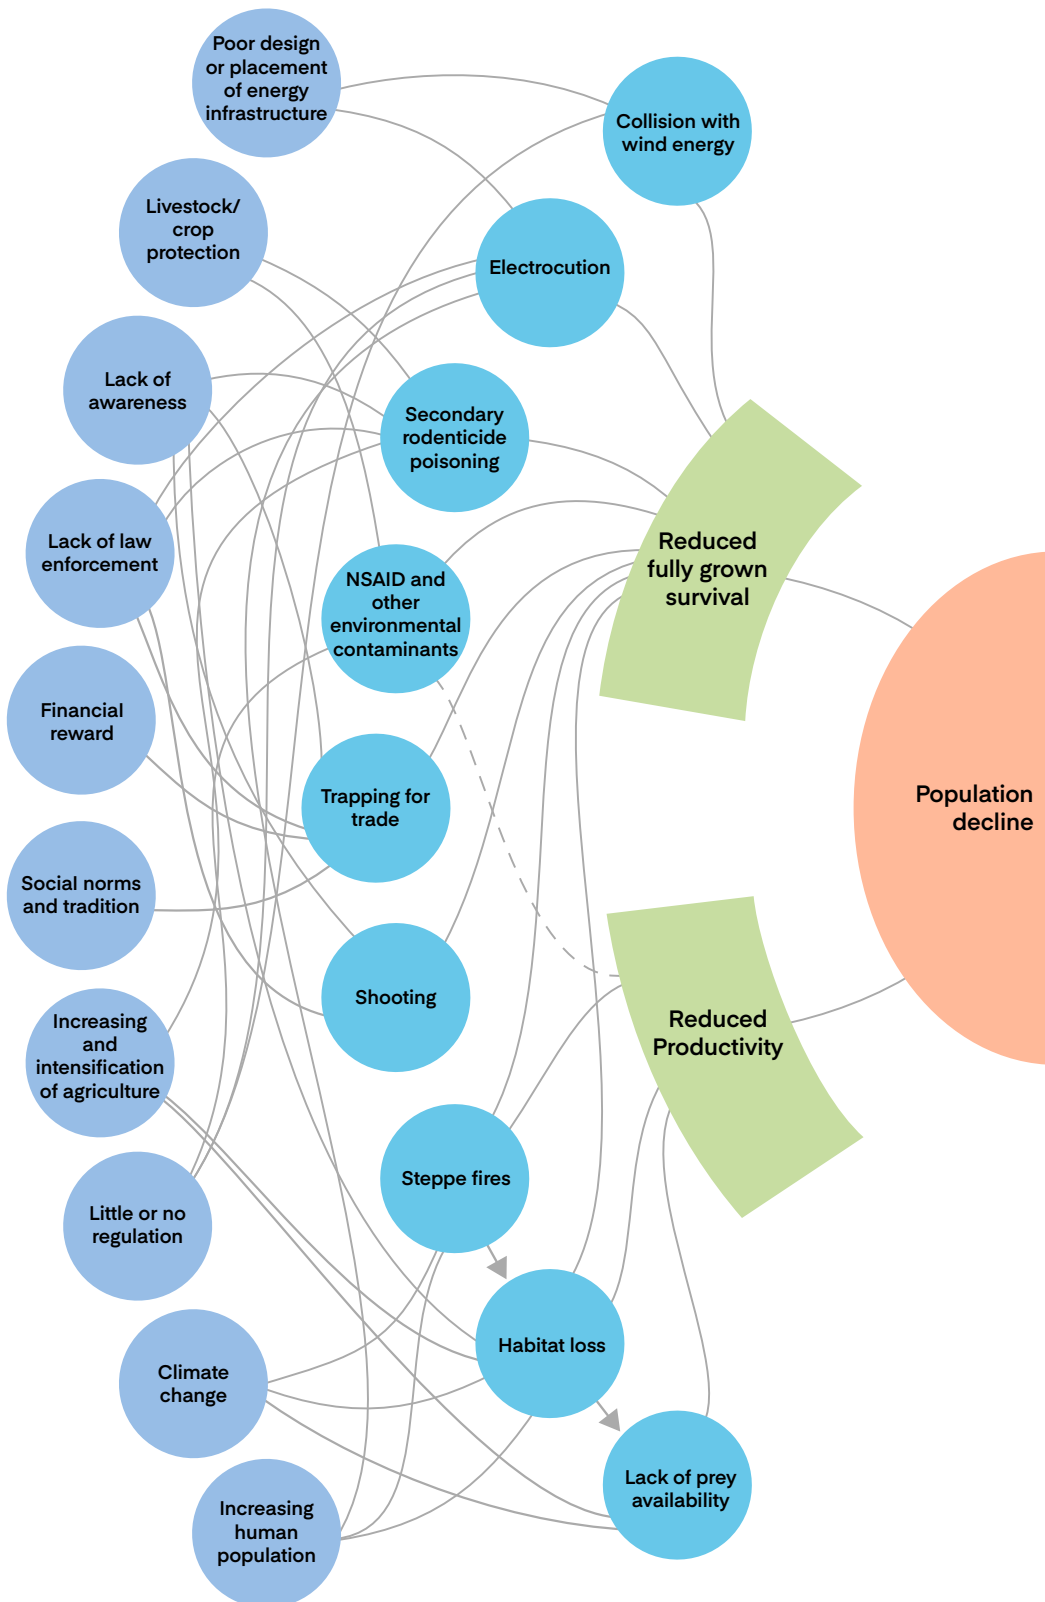 Poor design
or placement
of energy
infrastructure
Livestock/
crop
protection
Lack of
awareness
Lack of law
enforcement
Financial
reward
Social norms
and tradition
Increasing
and
intensification
of agriculture
Little or no
regulation
Climate
change
Increasing
human
population
Collision with
wind energy
Electrocution
Secondary
rodenticide
poisoning
NSAID and
other
environmental
contaminants
Trapping for
trade
Shooting
Steppe fires
Habitat loss
Lack of prey
availability
Reduced
fully grown
survival
Reduced
Productivity
Population
decline